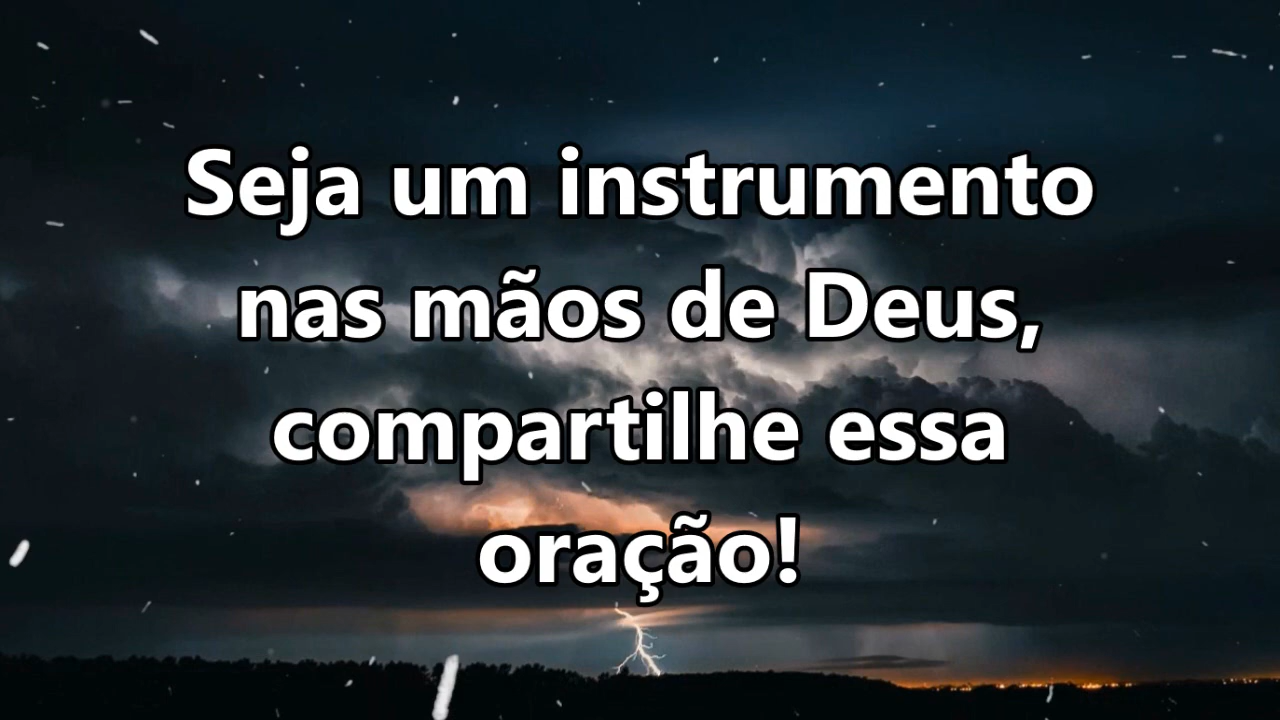 Seja um instrumento
nas mãos de Deus,
compartilhe essa
oração!